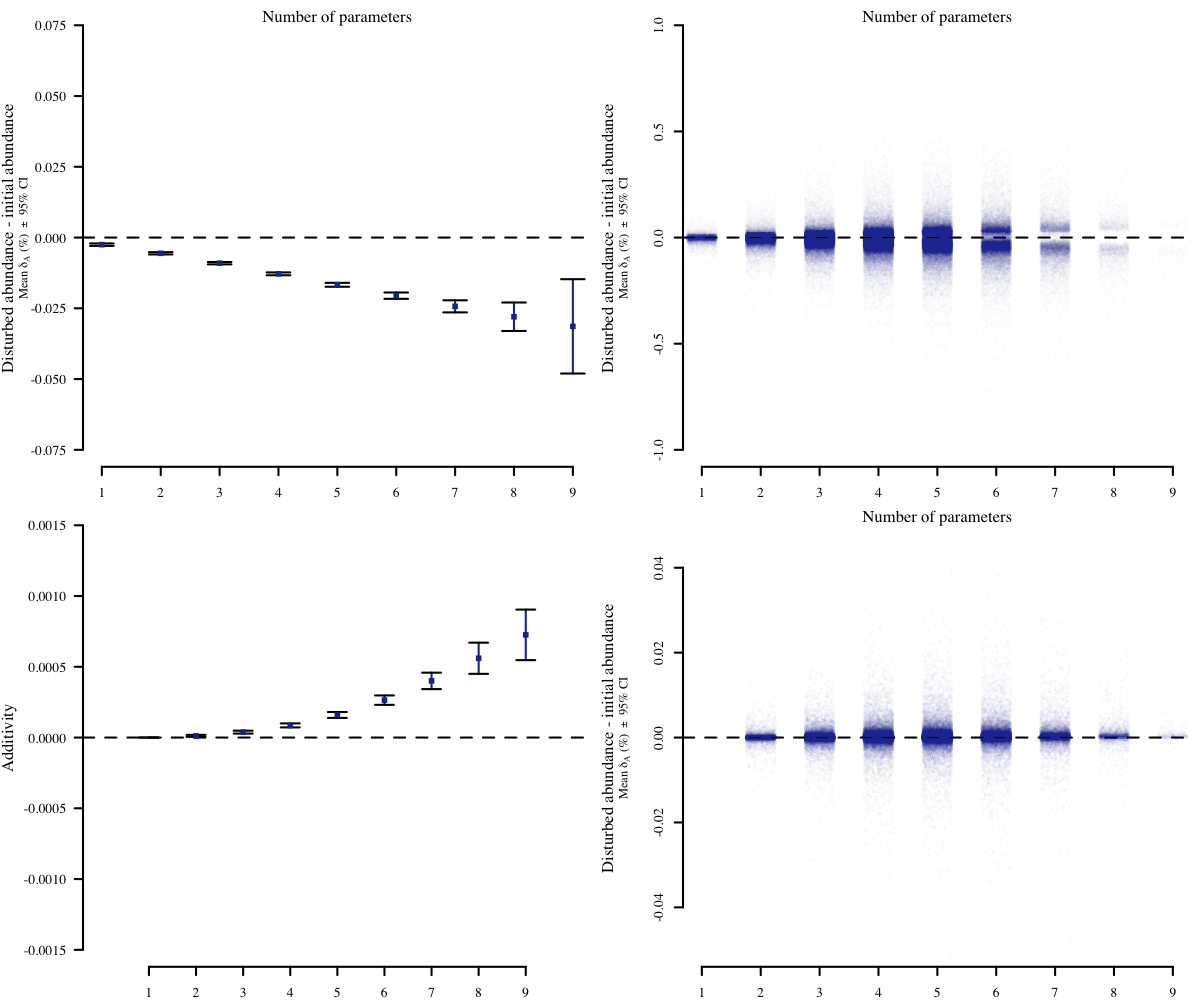 Number of parameters
Disturbed abundance - initial abundance
Mean δA (%) ± 95% CI
0.075
0.050
0.025
0.000
-0.025
-0.050
-0.075
1 2 3 4 5 6 7 8 9
Number of parameters
Disturbed abundance - initial abundance
Mean δA (%) ± 95% CI
1.0
0.5
0.0
-0.5
-1.0
1 2 3 4 5 6 7 8 9
Additivity
0.0015
0.0010
0.0005
0.0000
-0.0005
-0.0010
-0.0015
1 2 3 4 5 6 7 8 9
Number of parameters
Disturbed abundance - initial abundance
Mean δA (%) ± 95% CI
0.04
0.02
0.00
-0.02
-0.04
1 2 3 4 5 6 7 8 9